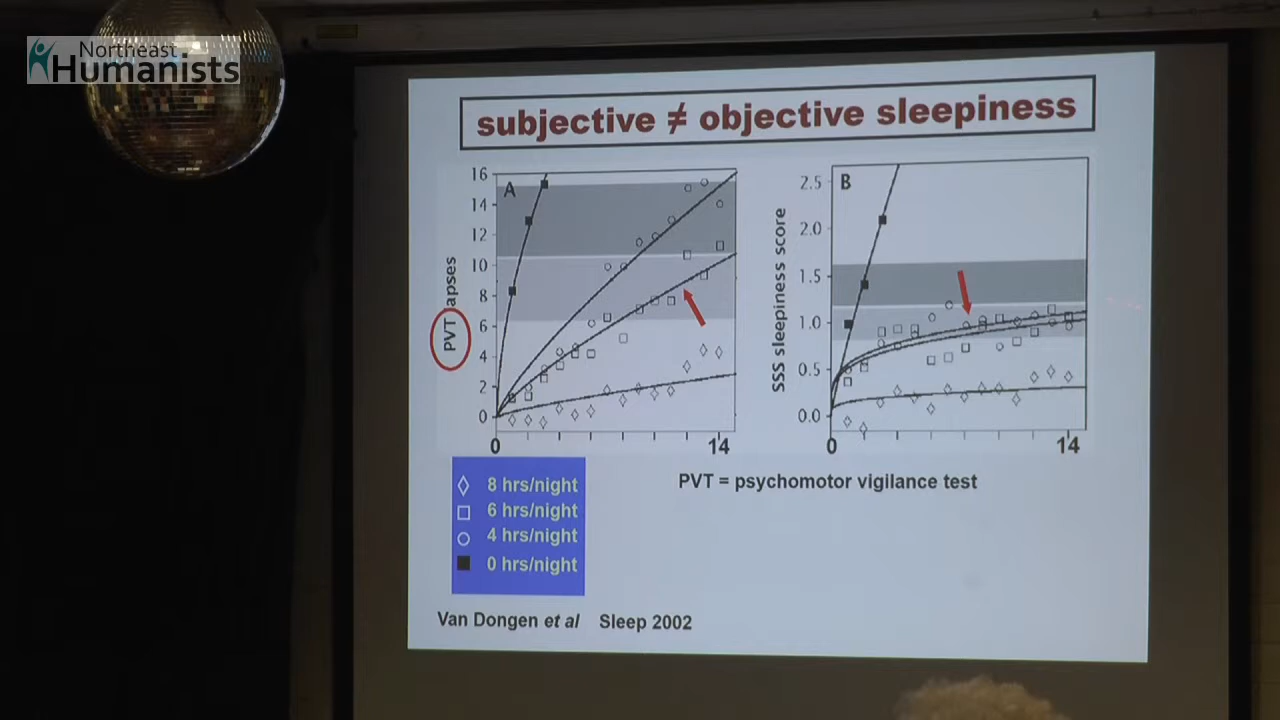 Northeast
Humanists
subjective ≠ objective sleepiness
16
14
12
10
8
6
4
2
0
PVT lapses
A
0
14
2.5
2.0
1.5
1.0
0.5
0.0
SSS sleepiness score
B
0
14
8 hrs/night
6 hrs/night
4 hrs/night
0 hrs/night
PVT = psychomotor vigilance test
Van Dongen et al Sleep 2002